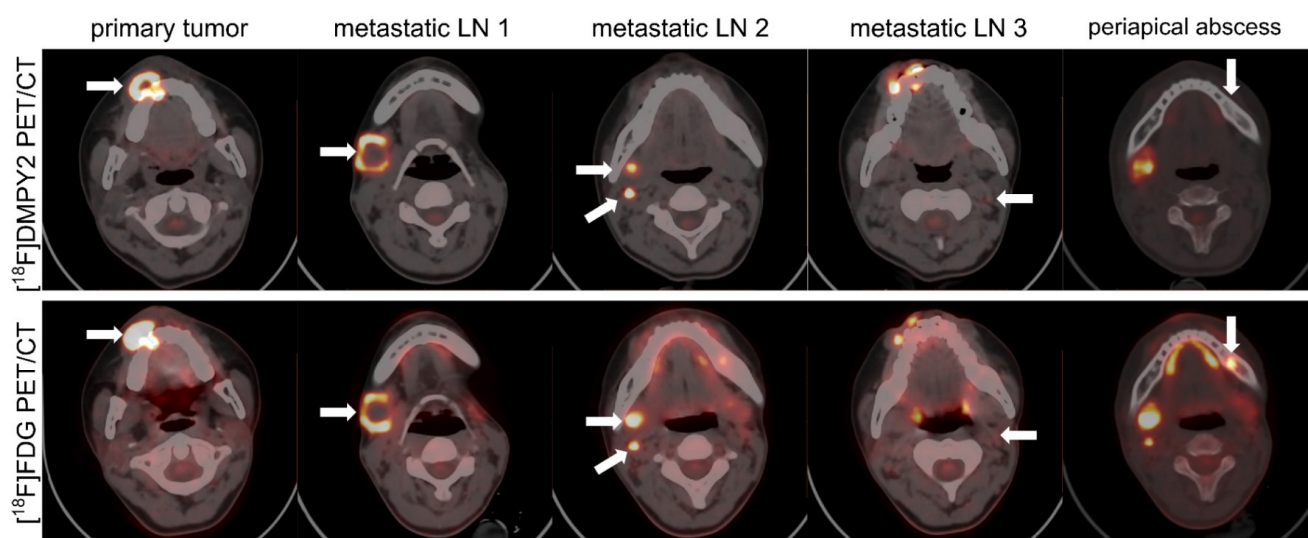 primary tumor
metastatic LN 1
metastatic LN 2
metastatic LN 3
periapical abscess
[¹⁸F]DMPY2 PET/CT
[¹⁸F]FDG PET/CT